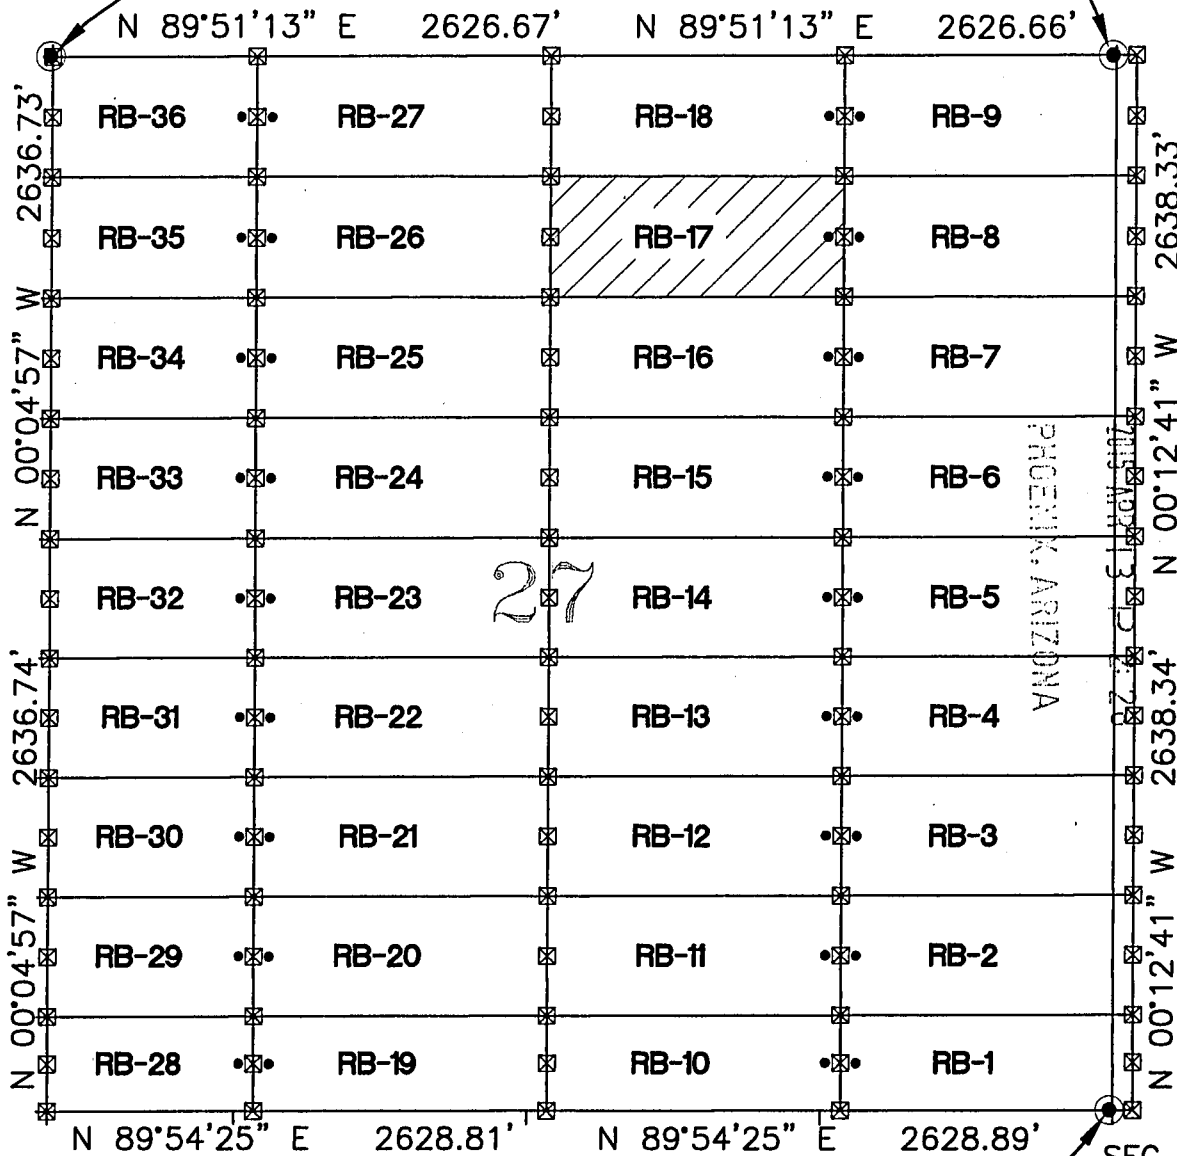 N 89°51'13" E 2626.67' N 89°51'13" E 2626.66'
RB-36 RB-27 RB-18 RB-9
RB-35 RB-26 RB-17 RB-8
RB-34 RB-25 RB-16 RB-7
RB-33 RB-24 RB-15 RB-6
RB-32 RB-23 RB-14 RB-5
27
RB-31 RB-22 RB-13 RB-4
RB-30 RB-21 RB-12 RB-3
RB-29 RB-20 RB-11 RB-2
RB-28 RB-19 RB-10 RB-1
N 00°04'57" W 2636.73'
N 00°04'57" W 2636.74'
N 00°12'41" W 2638.33'
N 00°12'41" W 2638.34'
PHOENIX, ARIZONA
N 89°54'25" E 2628.81' N 89°54'25" E 2628.89'
SEC